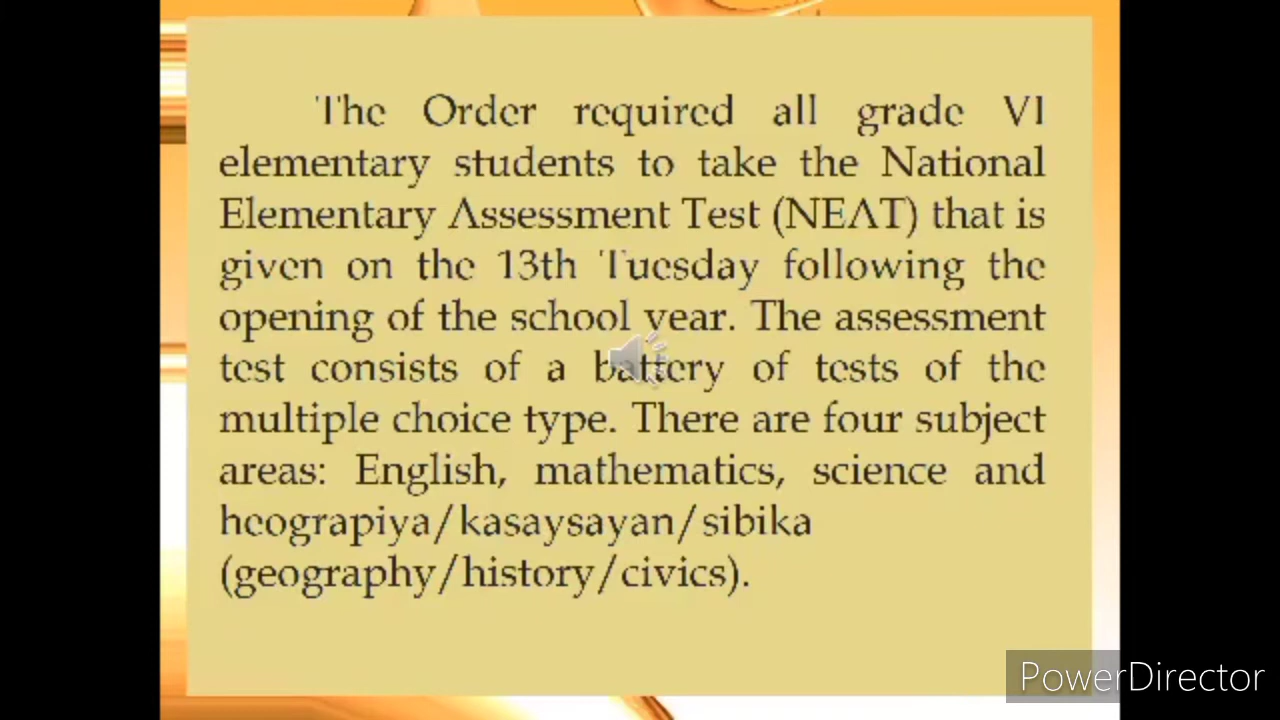 The Order required all grade VI
elementary students to take the National
Elementary Assessment Test (NEAT) that is
given on the 13th Tuesday following the
opening of the school year. The assessment
test consists of a battery of tests of the
multiple choice type. There are four subject
areas: English, mathematics, science and
heograpiya/kasaysayan/sibika
(geography/history/civics).
PowerDirector